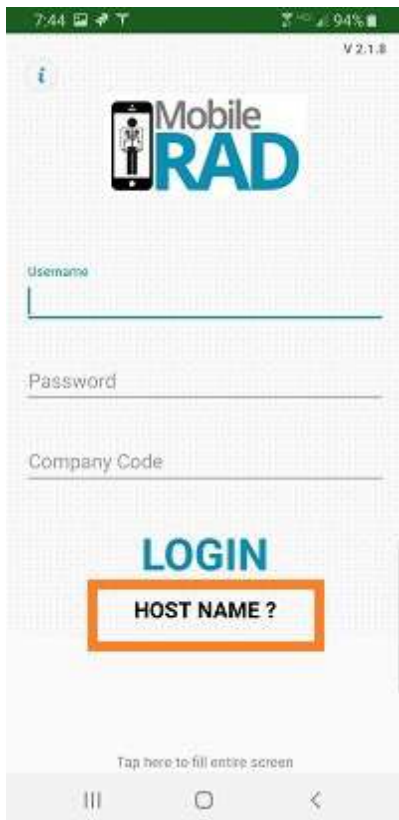 7:44
94%
V 2.1.8
i
Mobile
RAD
Username
Password
Company Code
LOGIN
HOST NAME ?
Tap here to fill entire screen